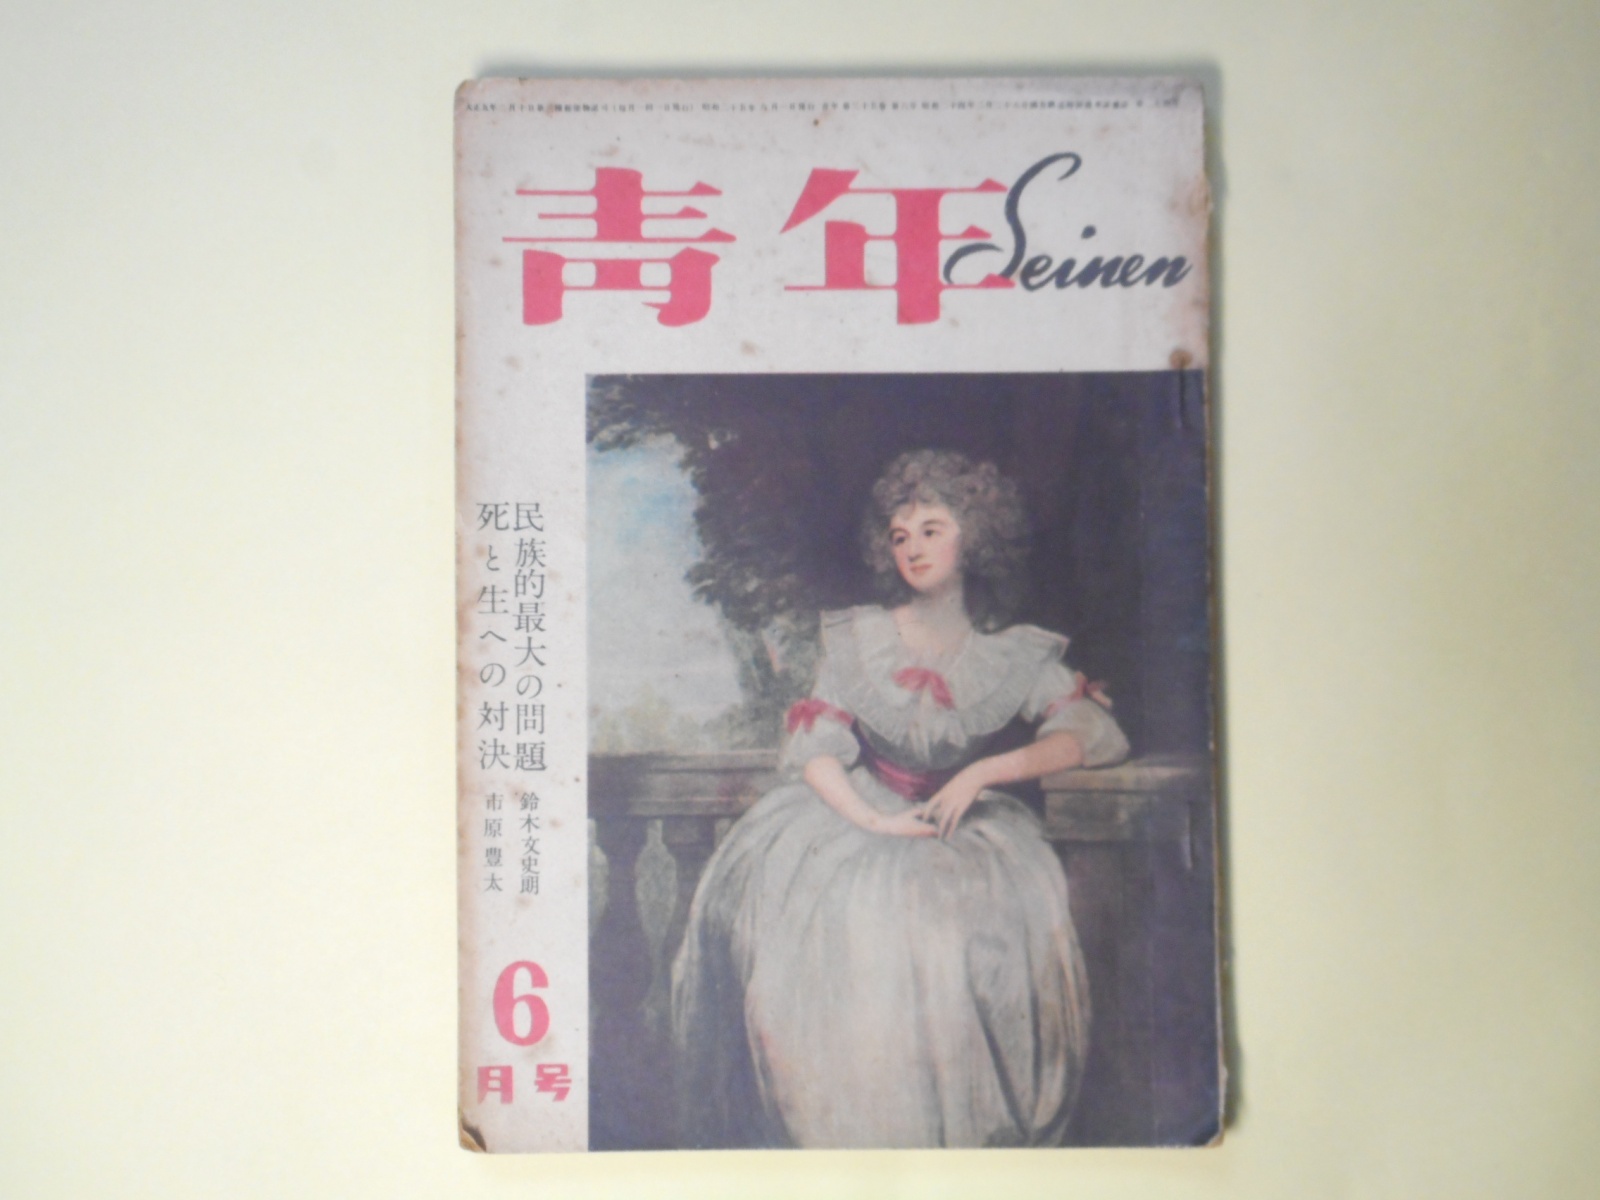 青年
Seinen
民族的最大の問題 鈴木文史朗
死と生への対決 市原豊太
6
月号